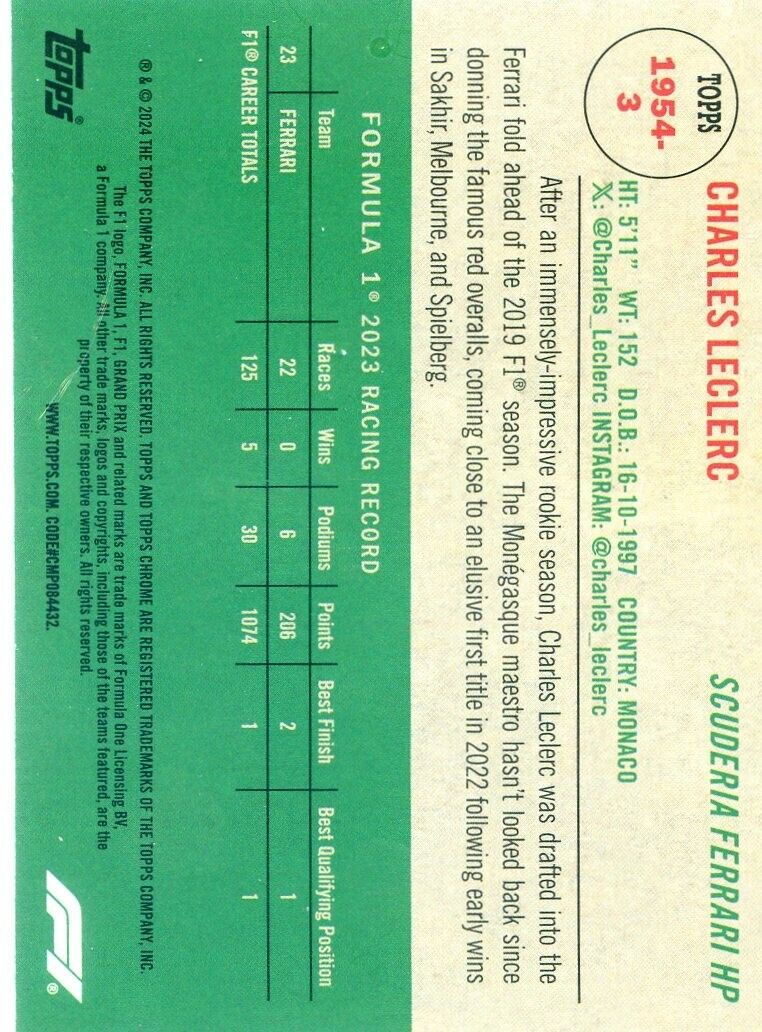 TOPPS
1954-
3
CHARLES LECLERC
SCUDERIA FERRARI HP
HT: 5'11" WT: 152 D.O.B.: 16-10-1997 COUNTRY: MONACO
X: @Charles_Leclerc INSTAGRAM: @charles_leclerc
After an immensely-impressive rookie season, Charles Leclerc was drafted into the
Ferrari fold ahead of the 2019 F1® season. The Monégasque maestro hasn't looked back since
donning the famous red overalls, coming close to an elusive first title in 2022 following early wins
in Sakhir, Melbourne, and Spielberg.
FORMULA 1® 2023 RACING RECORD
Team Races Wins Podiums Points Best Finish Best Qualifying Position
23 FERRARI 22 0 6 206 2 1
F1® CAREER TOTALS 125 5 30 1074 1 1
® & © 2024 THE TOPPS COMPANY, INC. ALL RIGHTS RESERVED. TOPPS AND TOPPS CHROME ARE REGISTERED TRADEMARKS OF THE TOPPS COMPANY, INC.
The F1 logo, FORMULA 1, F1, GRAND PRIX and related marks are trade marks of Formula One Licensing BV,
a Formula 1 company. All other trade marks, logos and copyrights, including those of the teams featured, are the
property of their respective owners. All rights reserved.
WWW.TOPPS.COM. CODE#CMP084432.
topps®
F1®